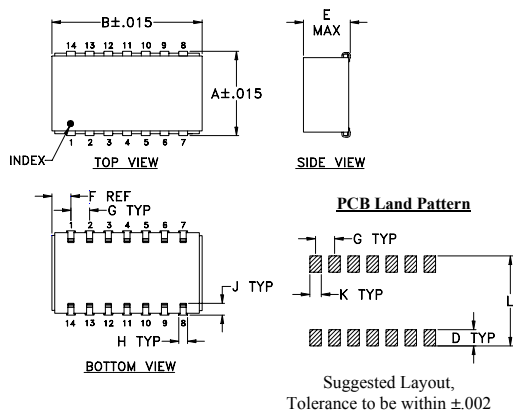 B±.015
14 13 12 11 10 9 8
A±.015
INDEX
1 2 3 4 5 6 7
TOP VIEW
E
MAX
SIDE VIEW
F REF
G TYP
1 2 3 4 5 6 7
J TYP
14 13 12 11 10 9 8
H TYP
BOTTOM VIEW
PCB Land Pattern
G TYP
K TYP
L
D TYP
Suggested Layout,
Tolerance to be within ±.002